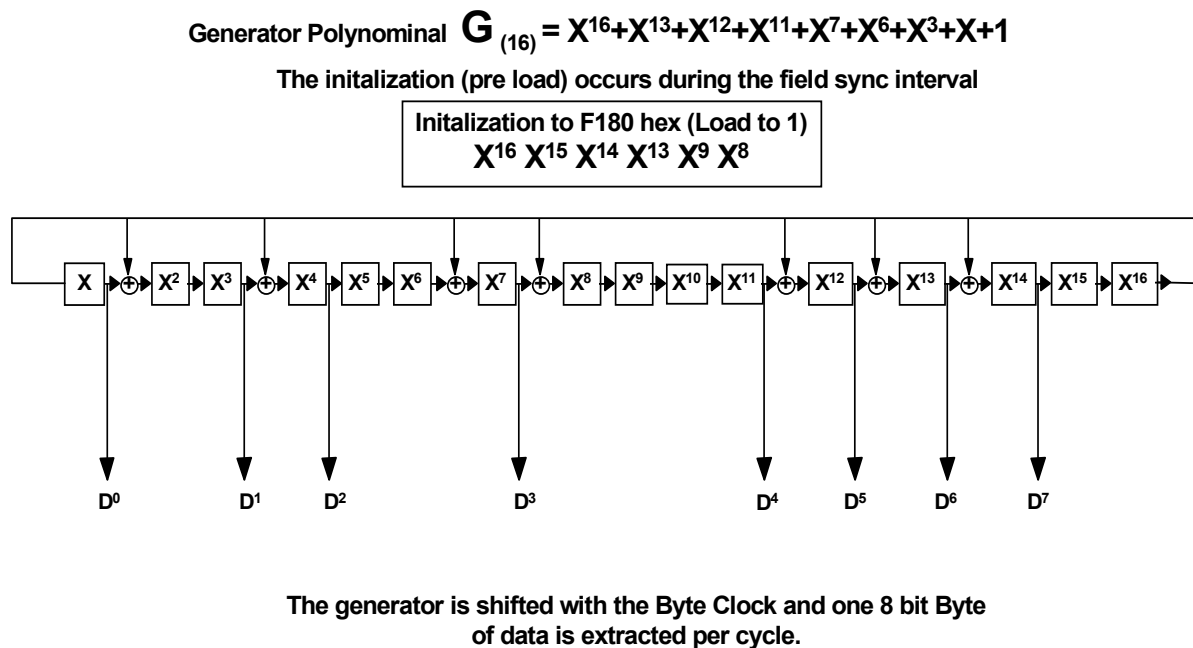 Generator Polynominal G (16) = X¹⁶+X¹³+X¹²+X¹¹+X⁷+X⁶+X³+X+1
The initalization (pre load) occurs during the field sync interval
Initalization to F180 hex (Load to 1)
X¹⁶ X¹⁵ X¹⁴ X¹³ X⁹ X⁸
X X² X³ X⁴ X⁵ X⁶ X⁷ X⁸ X⁹ X¹⁰ X¹¹ X¹² X¹³ X¹⁴ X¹⁵ X¹⁶
D⁰ D¹ D² D³ D⁴ D⁵ D⁶ D⁷
The generator is shifted with the Byte Clock and one 8 bit Byte
of data is extracted per cycle.